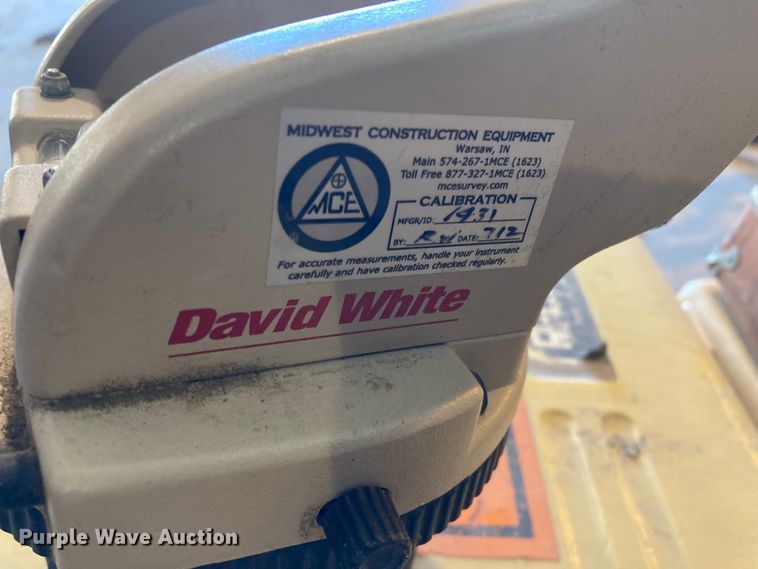 MIDWEST CONSTRUCTION EQUIPMENT
Warsaw, IN
Main 574-267-1MCE (1623)
Toll Free 877-327-1MCE (1623)
mcesurvey.com
MCE
CALIBRATION
MFGR/ID: 1431
BY: DATE: 712
For accurate measurements, handle your instrument
carefully and have calibration checked regularly.
David White
Purple Wave Auction